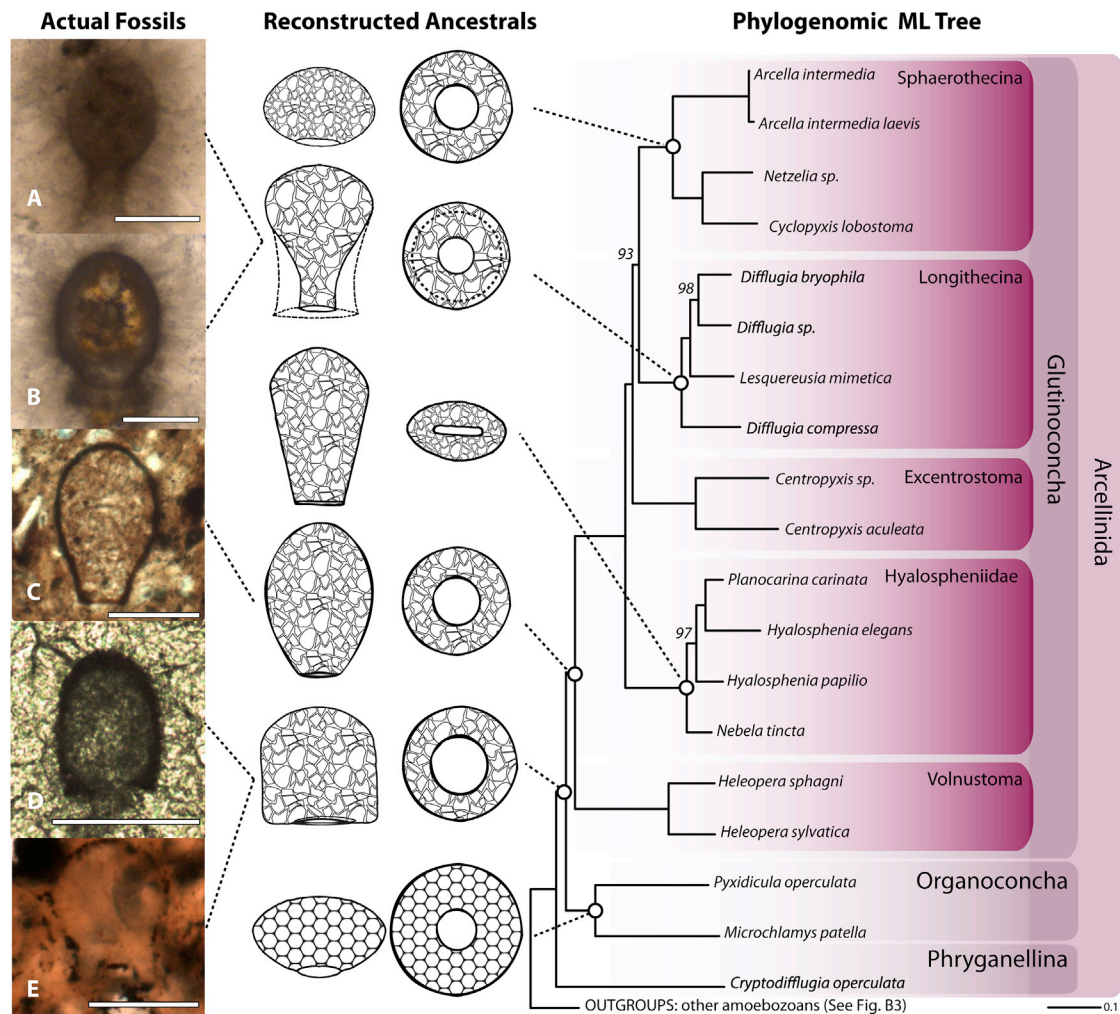 Actual Fossils
Reconstructed Ancestrals
Phylogenomic ML Tree
A
B
C
D
E
Arcella intermedia
Sphaerothecina
Arcella intermedia laevis
Netzelia sp.
Cyclopyxis lobostoma
93
Difflugia bryophila
Longithecina
98
Difflugia sp.
Lesquereusia mimetica
Difflugia compressa
Centropyxis sp.
Excentrostoma
Centropyxis aculeata
Planocarina carinata
Hyalospheniidae
Hyalosphenia elegans
97
Hyalosphenia papilio
Nebela tincta
Heleopera sphagni
Volnustoma
Heleopera sylvatica
Glutinoconcha
Arcellinida
Pyxidicula operculata
Organoconcha
Microchlamys patella
Phryganellina
Cryptodifflugia operculata
OUTGROUPS: other amoebozoans (See Fig. B3)
0.1